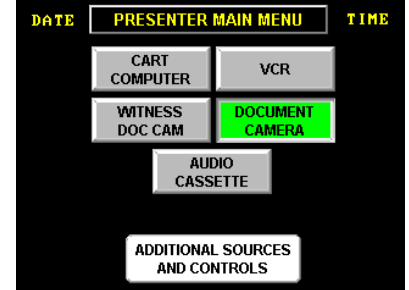 DATE PRESENTER MAIN MENU TIME
CART
COMPUTER
VCR
WITNESS
DOC CAM
DOCUMENT
CAMERA
AUDIO
CASSETTE
ADDITIONAL SOURCES
AND CONTROLS